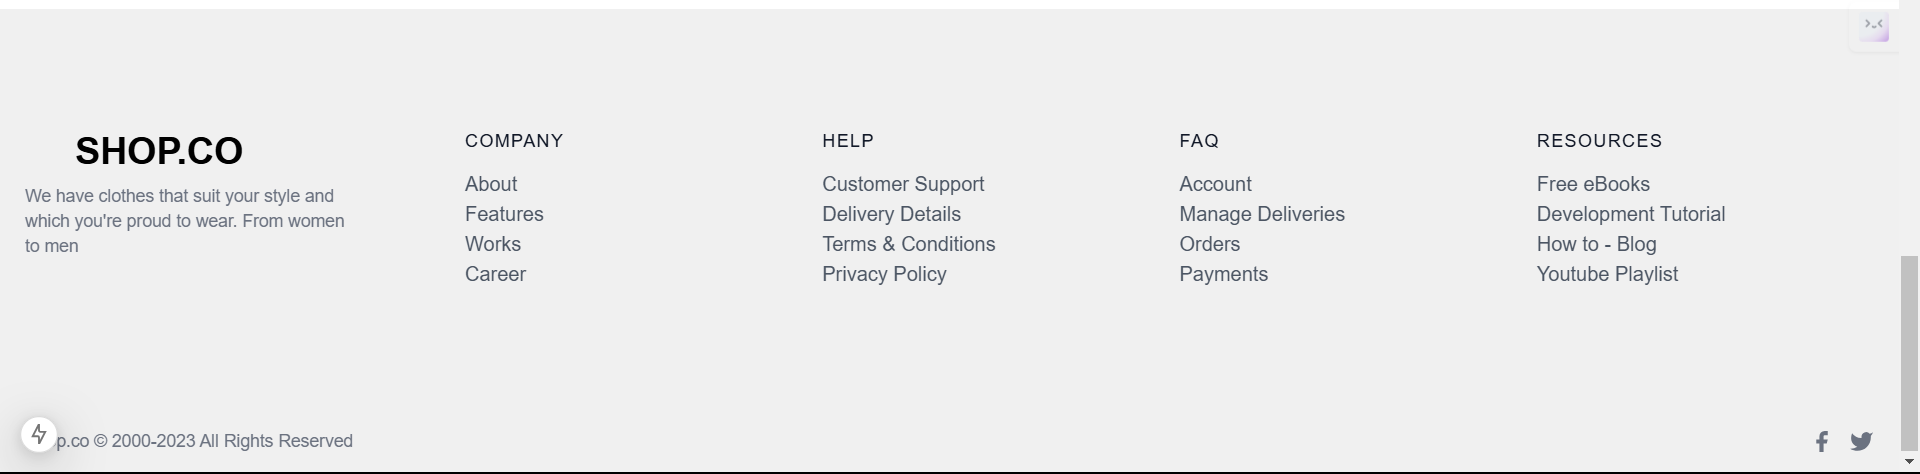 SHOP.CO
We have clothes that suit your style and
which you're proud to wear. From women
to men
COMPANY
About
Features
Works
Career
HELP
Customer Support
Delivery Details
Terms & Conditions
Privacy Policy
FAQ
Account
Manage Deliveries
Orders
Payments
RESOURCES
Free eBooks
Development Tutorial
How to - Blog
Youtube Playlist
p.co © 2000-2023 All Rights Reserved